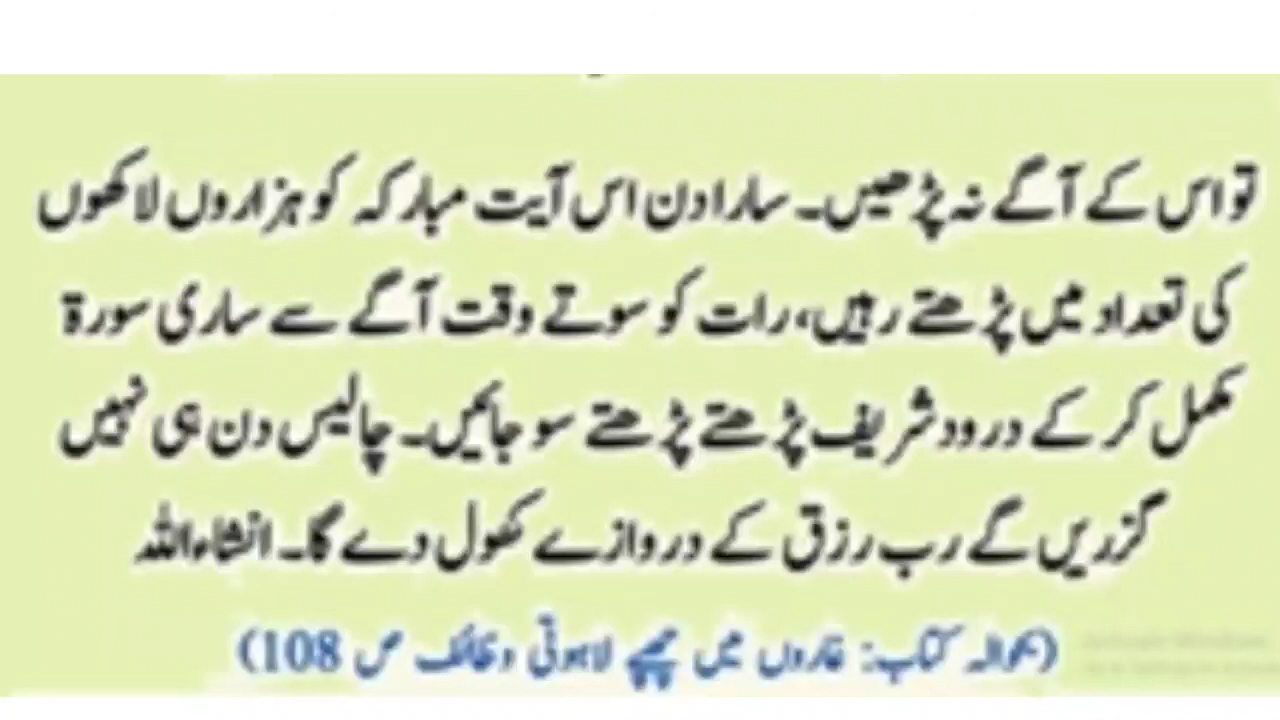 تو اس کے آگے نہ پڑھیں۔ سارا دن اس آیت مبارکہ کو ہزاروں لاکھوں
کی تعداد میں پڑھتے رہیں، رات کو سوتے وقت آگے سے ساری سورۃ
مکمل کر کے درود شریف پڑھتے پڑھتے سو جائیں۔ چالیس دن ہی نہیں
گزریں گے رب رزق کے دروازے کھول دے گا۔ انشاءاللہ
(بحوالہ کتاب: غاروں میں چھپے لاہوتی وظائف ص 108)
Activate Windows